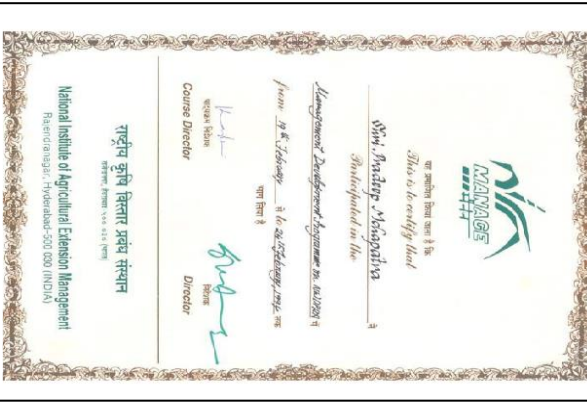 MANAGE
मैनेज
यह प्रमाणित किया जाता है कि
This is to certify that
Shri. Pradeep Mohapatra ने
Participated in the
Management Development Programme on में
from 19th February से to February, तक
भाग लिया है
पाठ्यक्रम निदेशक
Course Director
निदेशक
Director
राष्ट्रीय कृषि विस्तार प्रबंध संस्थान
National Institute of Agricultural Extension Management
Rajendranagar, Hyderabad-500 030 (INDIA)